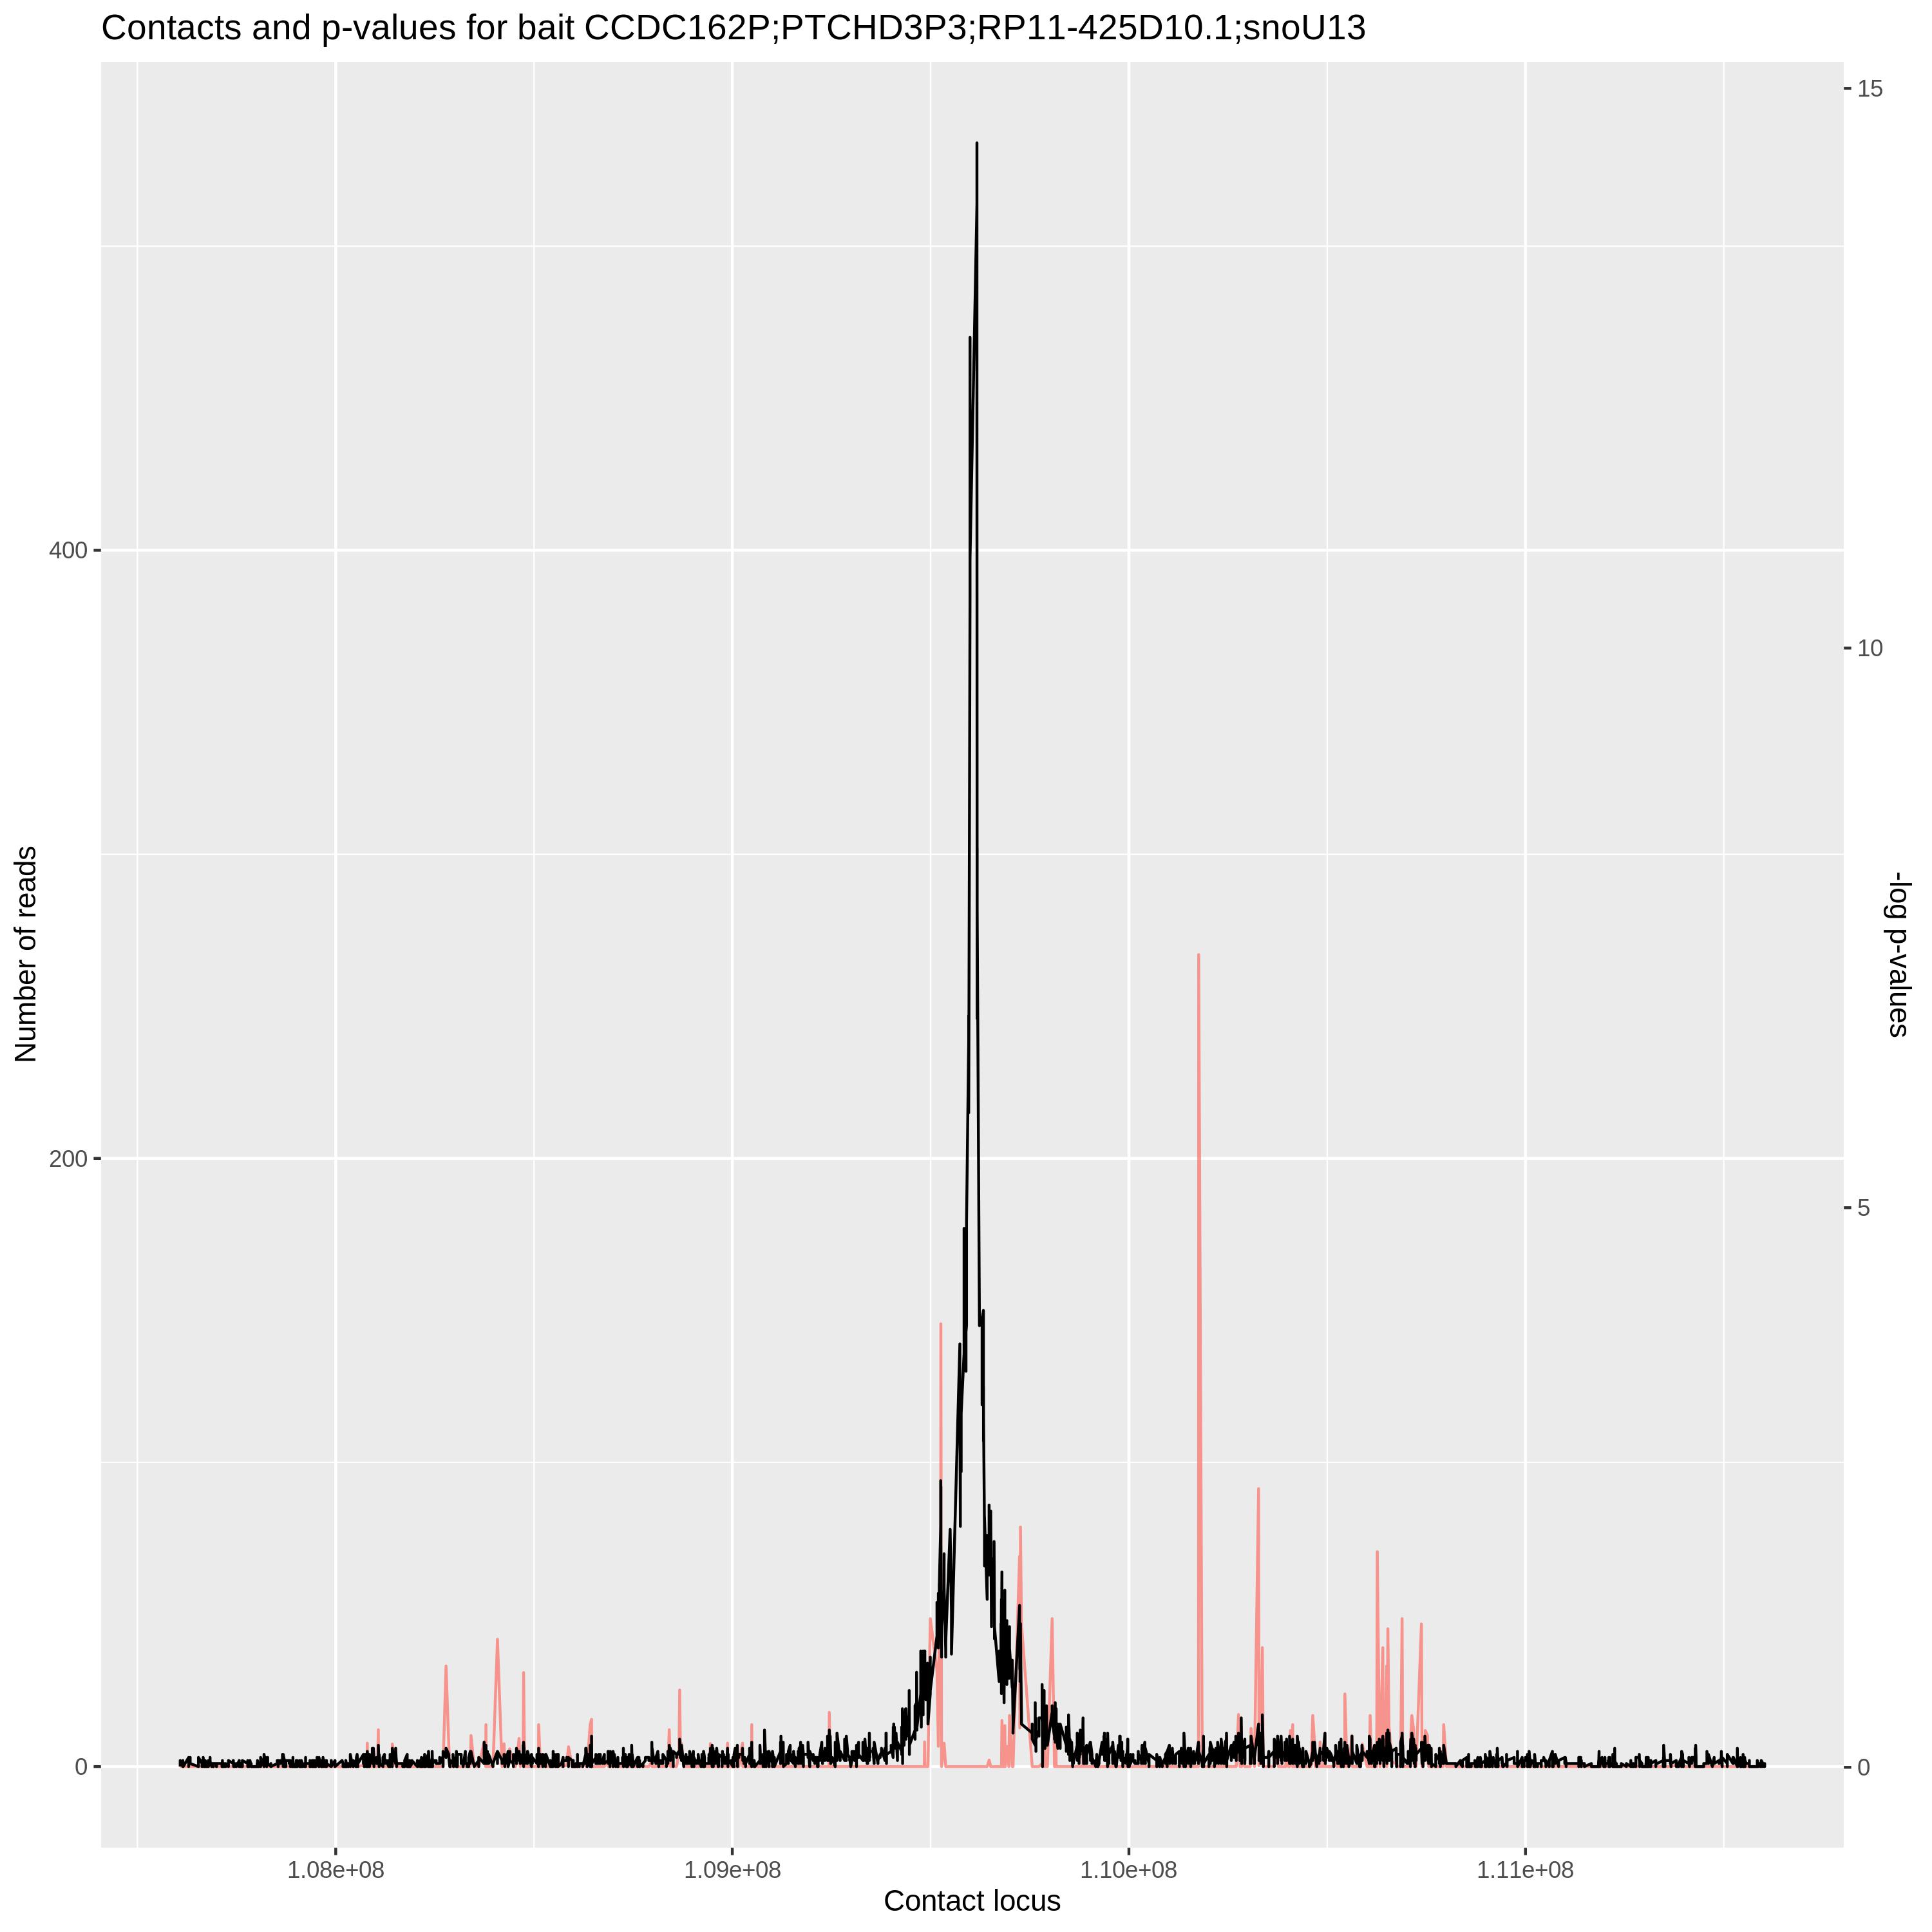 Contacts and p-values for bait CCDC162P;PTCHD3P3;RP11-425D10.1;snoU13
15
400
10
Number of reads
-log p-values
200
5
0
0
1.08e+08
1.09e+08
1.10e+08
1.11e+08
Contact locus